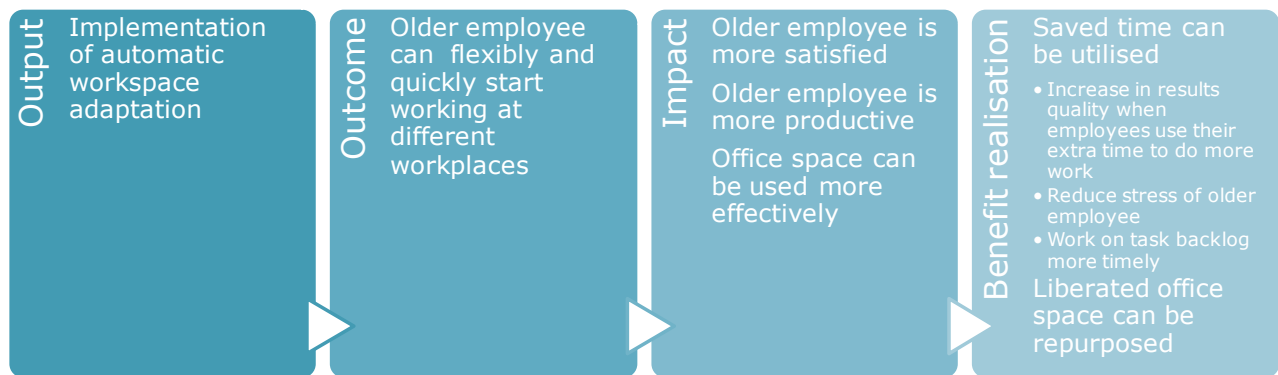 Output
Implementation
of automatic
workspace
adaptation
Outcome
Older employee
can flexibly and
quickly start
working at
different
workplaces
Impact
Older employee is
more satisfied
Older employee is
more productive
Office space can
be used more
effectively
Benefit realisation
Saved time can
be utilised
• Increase in results
quality when
employees use their
extra time to do more
work
• Reduce stress of older
employee
• Work on task backlog
more timely
Liberated office
space can be
repurposed